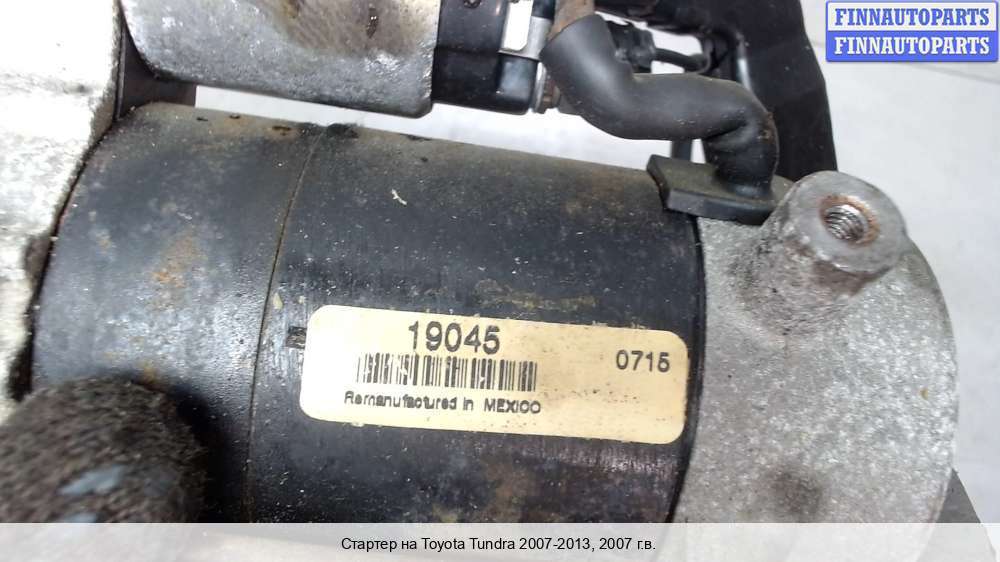 FINNAUTOPARTS
FINNAUTOPARTS
19045
0715
Remanufactured in MEXICO
Стартер на Toyota Tundra 2007-2013, 2007 г.в.